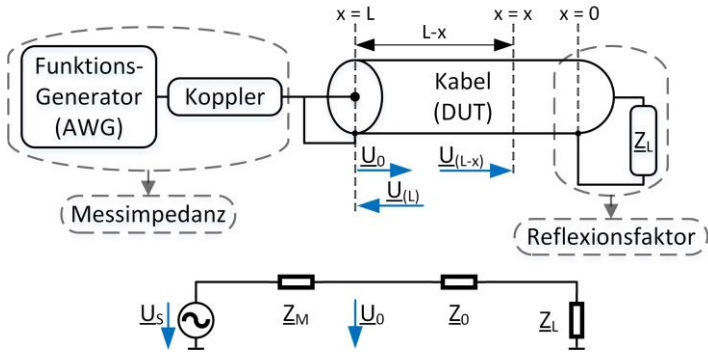 x = L
x = x
x = 0
L-x
Funktions-
Generator
(AWG)
Koppler
Kabel
(DUT)
Z_L
U_0
U_(L-x)
U_(L)
Messimpedanz
Reflexionsfaktor
U_S
Z_M
U_0
Z_0
Z_L